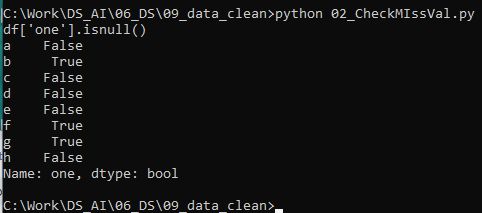 C:\Work\DS_AI\06_DS\09_data_clean>python 02_CheckMIssVal.py
df['one'].isnull()
a    False
b     True
c    False
d    False
e    False
f     True
g     True
h    False
Name: one, dtype: bool
C:\Work\DS_AI\06_DS\09_data_clean>